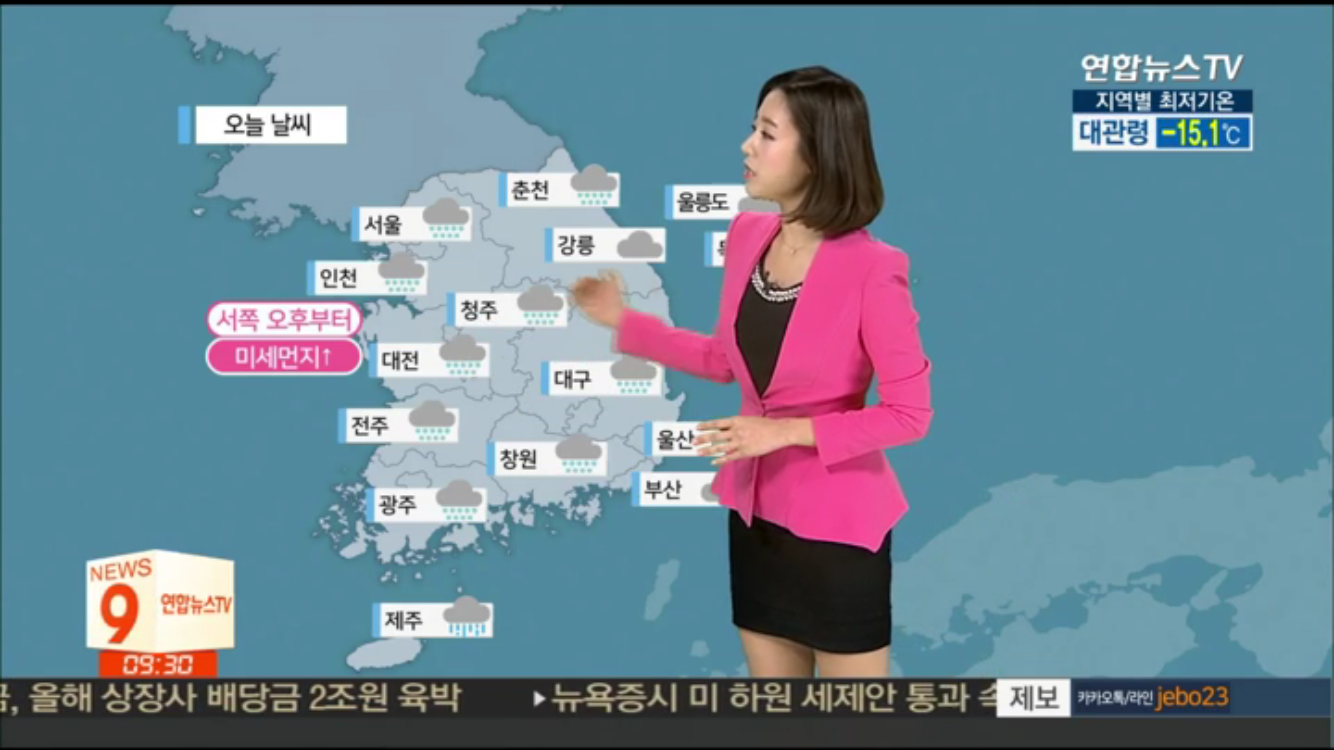 연합뉴스TV
지역별 최저기온
대관령 -15.1℃
오늘 날씨
춘천
울릉도
서울
강릉
인천
청주
서쪽 오후부터
미세먼지↑
대전
대구
전주
울산
창원
부산
광주
제주
NEWS
9
연합뉴스TV
09:30
, 올해 상장사 배당금 2조원 육박 ▶뉴욕증시 미 하원 세제안 통과
제보 카카오톡/라인 jebo23